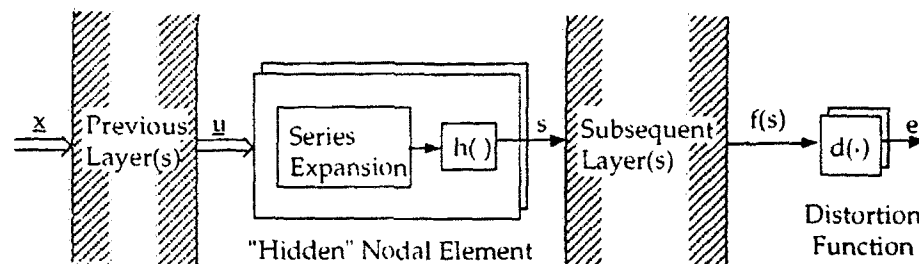 x
Previous
Layer(s)
u
Series
Expansion
h( )
s
Subsequent
Layer(s)
f(s)
d(·)
e
"Hidden" Nodal Element
Distortion
Function